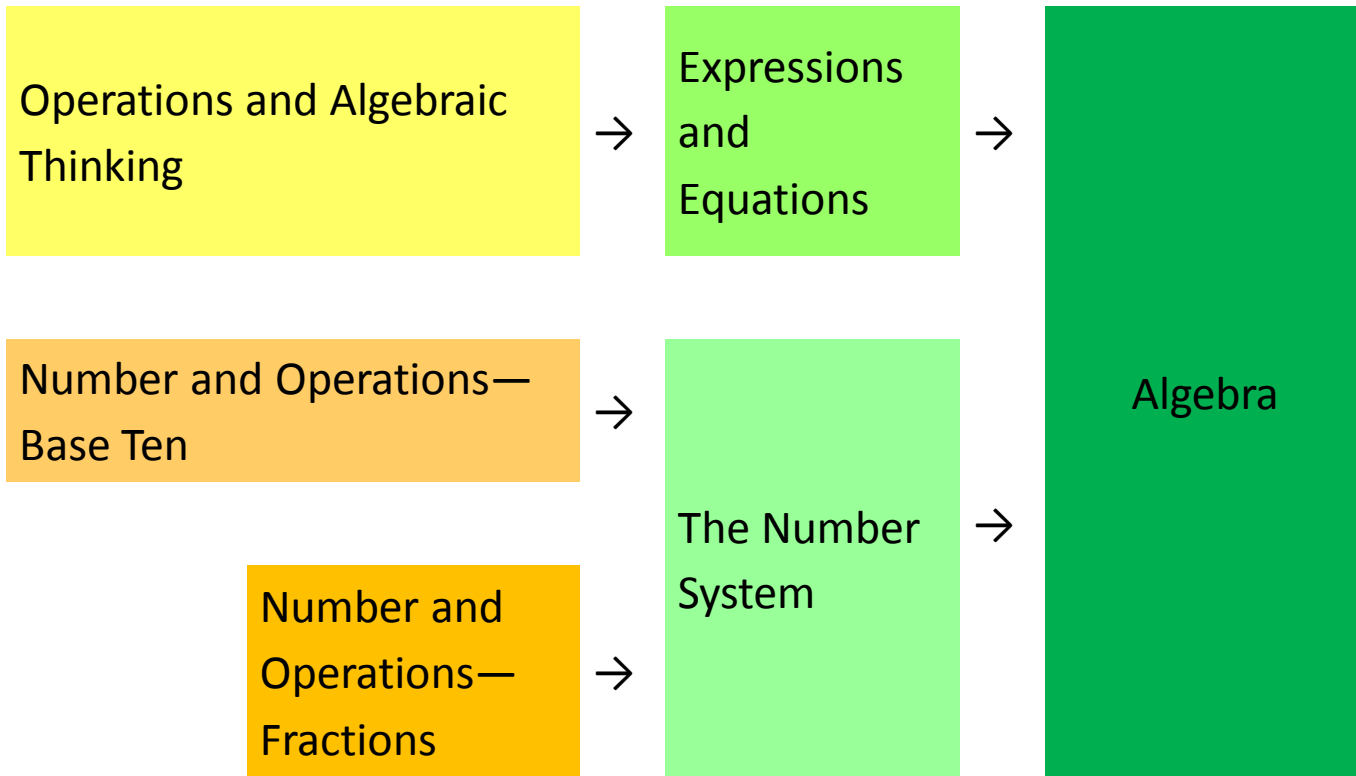 Operations and Algebraic
Thinking
→
Expressions
and
Equations
→
Number and Operations—
Base Ten
→
Number and
Operations—
Fractions
→
The Number
System
→
Algebra